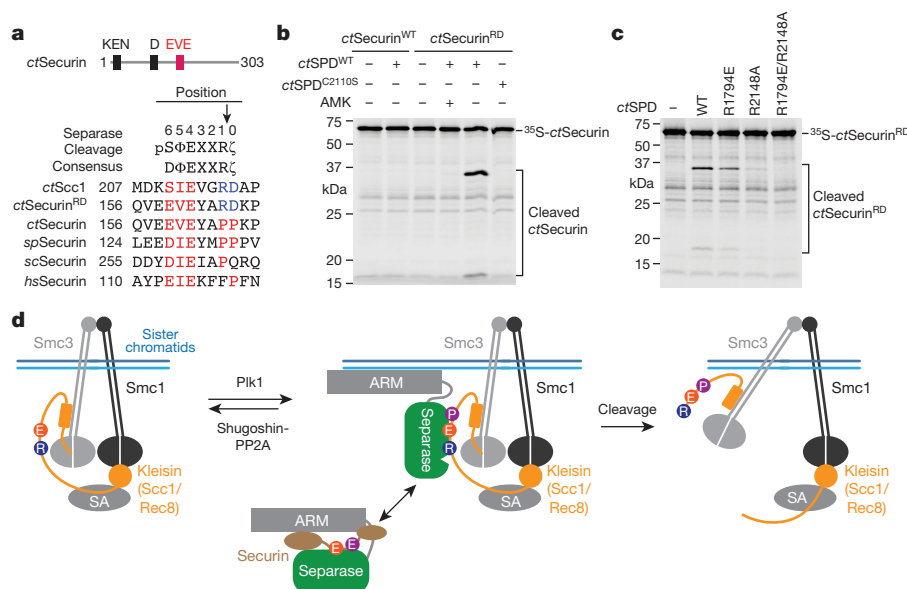 a
KEN D EVE
ctSecurin 1 303
Position
Separase 6 5 4 3 2 1 0
Cleavage pSΦEXXRζ
Consensus DΦEXXRζ
ctScc1 207 MDKSIEVGRDAP
ctSecurinRD 156 QVEEVEYARDKP
ctSecurin 156 QVEEVEYAPPKP
spSecurin 124 LEEDIEYMPPPV
scSecurin 255 DDYDIEIAPQRQ
hsSecurin 110 AYPEIEKFFPFN
b
ctSecurinWT ctSecurinRD
ctSPDWT – + – + + –
ctSPDC2110S – – – – – +
AMK – – – + – –
75
50
37
kDa
25
20
15
35S-ctSecurin
Cleaved
ctSecurin
c
ctSPD – WT R1794E R2148A R1794E/R2148A
75
50
37
kDa
25
20
15
35S-ctSecurinRD
Cleaved
ctSecurinRD
d
Smc3
Sister
chromatids
Smc1
E
R
Kleisin
(Scc1/
Rec8)
SA
Plk1
Shugoshin-
PP2A
ARM
Separase
P
E
R
Smc3
Smc1
Kleisin
(Scc1/
Rec8)
SA
ARM
Securin
E E
Separase
Cleavage
P
E
R
Smc3
Smc1
Kleisin
(Scc1/
Rec8)
SA